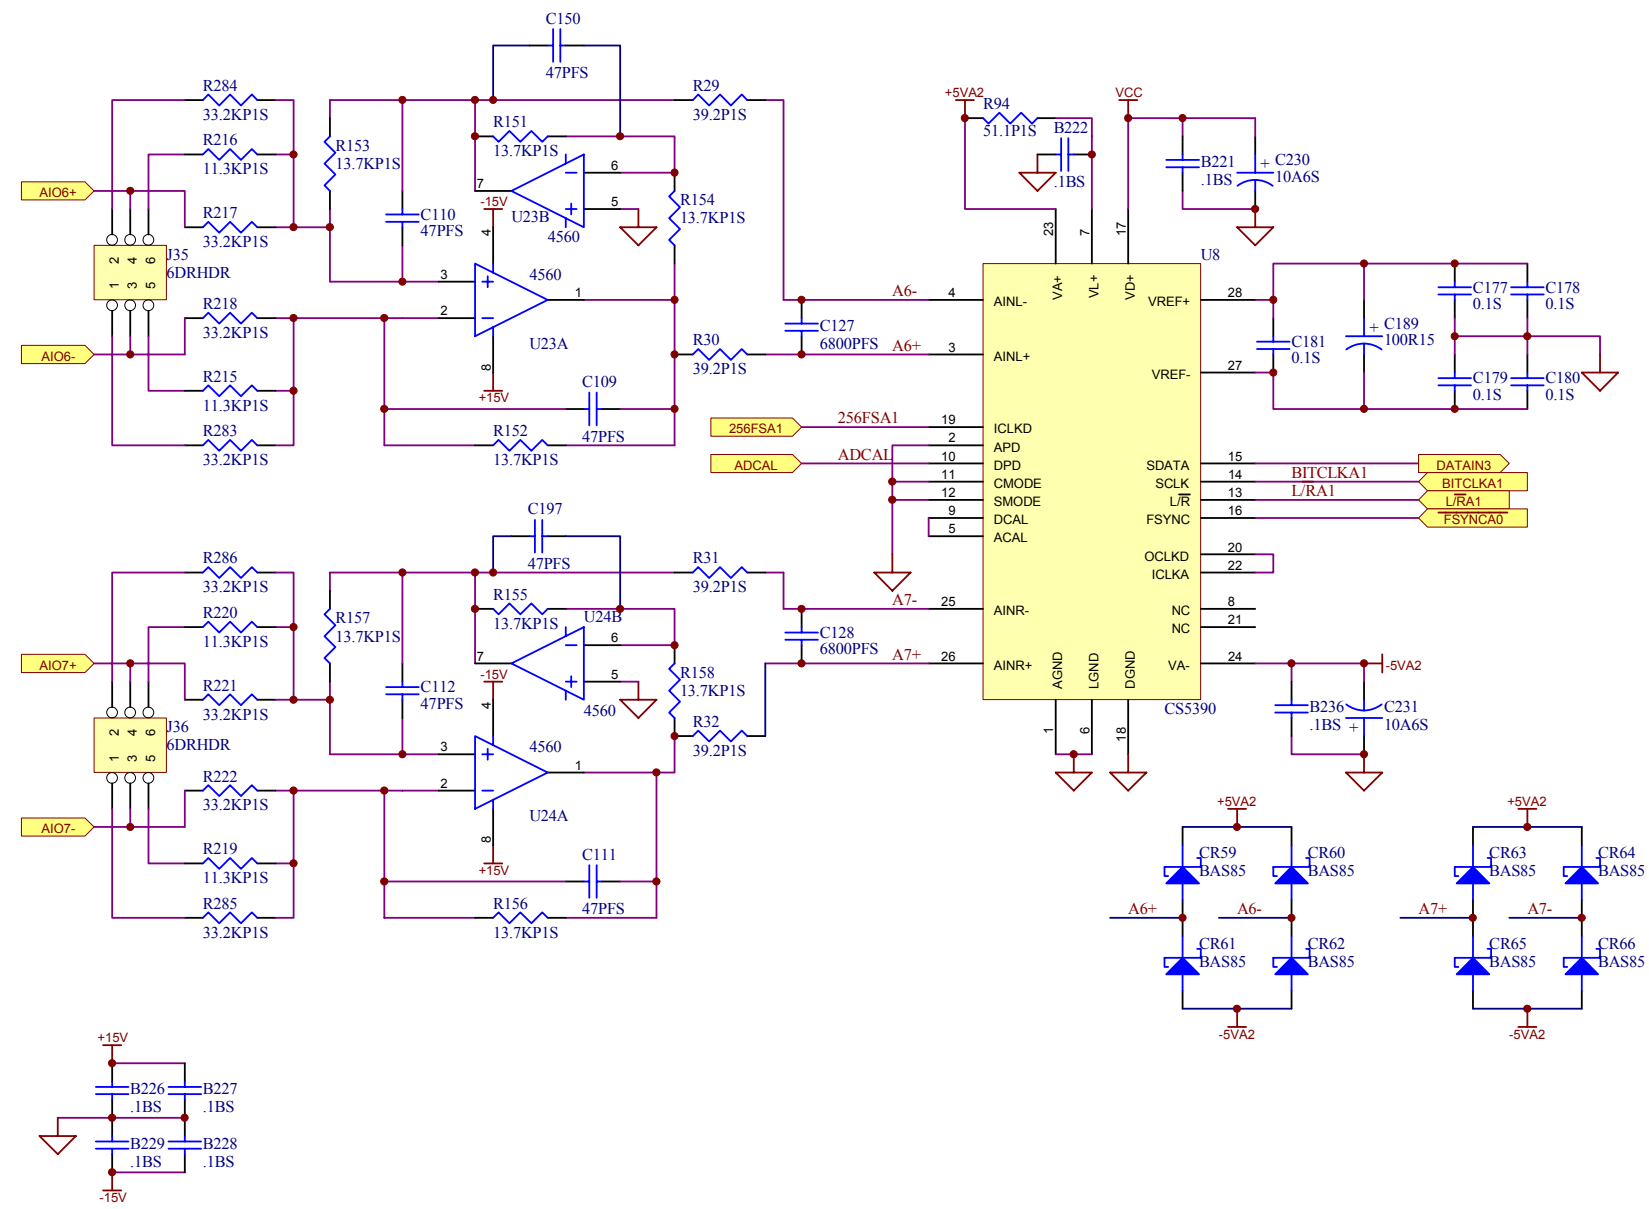 C150
47PFS
R284
33.2KP1S
R216
11.3KP1S
AIO6+
R217
33.2KP1S
2 4 6
J35
6DRHDR
1 3 5
R218
33.2KP1S
AIO6-
R215
11.3KP1S
R283
33.2KP1S
R153
13.7KP1S
C110
47PFS
R151
13.7KP1S
6
7
5
-15V
U23B
4560
4
3
4560
1
2
U23A
8
+15V
R154
13.7KP1S
C109
47PFS
R152
13.7KP1S
R29
39.2P1S
R30
39.2P1S
C127
6800PFS
A6-
A6+
256FSA1
256FSA1
ADCAL
ADCAL
+5VA2
R94
51.1P1S
B222
.1BS
VCC
B221
.1BS
+
C230
10A6S
23
7
17
U8
VA+
VL+
VD+
4
AINL-
3
AINL+
19
ICLKD
2
APD
10
DPD
11
CMODE
12
SMODE
9
DCAL
5
ACAL
25
AINR-
26
AINR+
VREF+
28
VREF-
27
SDATA
15
SCLK
14
L/R
13
FSYNC
16
OCLKD
20
ICLKA
22
NC
8
NC
21
VA-
24
AGND
LGND
DGND
1
6
18
CS5390
C181
0.1S
+
C189
100R15
C177
0.1S
C178
0.1S
C179
0.1S
C180
0.1S
DATAIN3
BITCLKA1
BITCLKA1
L/RA1
L/RA1
FSYNCA0
-5VA2
B236
.1BS
+
C231
10A6S
C197
47PFS
R286
33.2KP1S
R220
11.3KP1S
AIO7+
R221
33.2KP1S
2 4 6
J36
6DRHDR
1 3 5
R222
33.2KP1S
AIO7-
R219
11.3KP1S
R285
33.2KP1S
R157
13.7KP1S
C112
47PFS
R155
13.7KP1S
U24B
6
7
5
-15V
4560
4
3
4560
1
2
U24A
8
+15V
R158
13.7KP1S
C111
47PFS
R156
13.7KP1S
R31
39.2P1S
R32
39.2P1S
C128
6800PFS
A7-
A7+
+5VA2
CR59
BAS85
CR60
BAS85
A6+
A6-
CR61
BAS85
CR62
BAS85
-5VA2
+5VA2
CR63
BAS85
CR64
BAS85
A7+
A7-
CR65
BAS85
CR66
BAS85
-5VA2
+15V
B226
.1BS
B227
.1BS
B229
.1BS
B228
.1BS
-15V